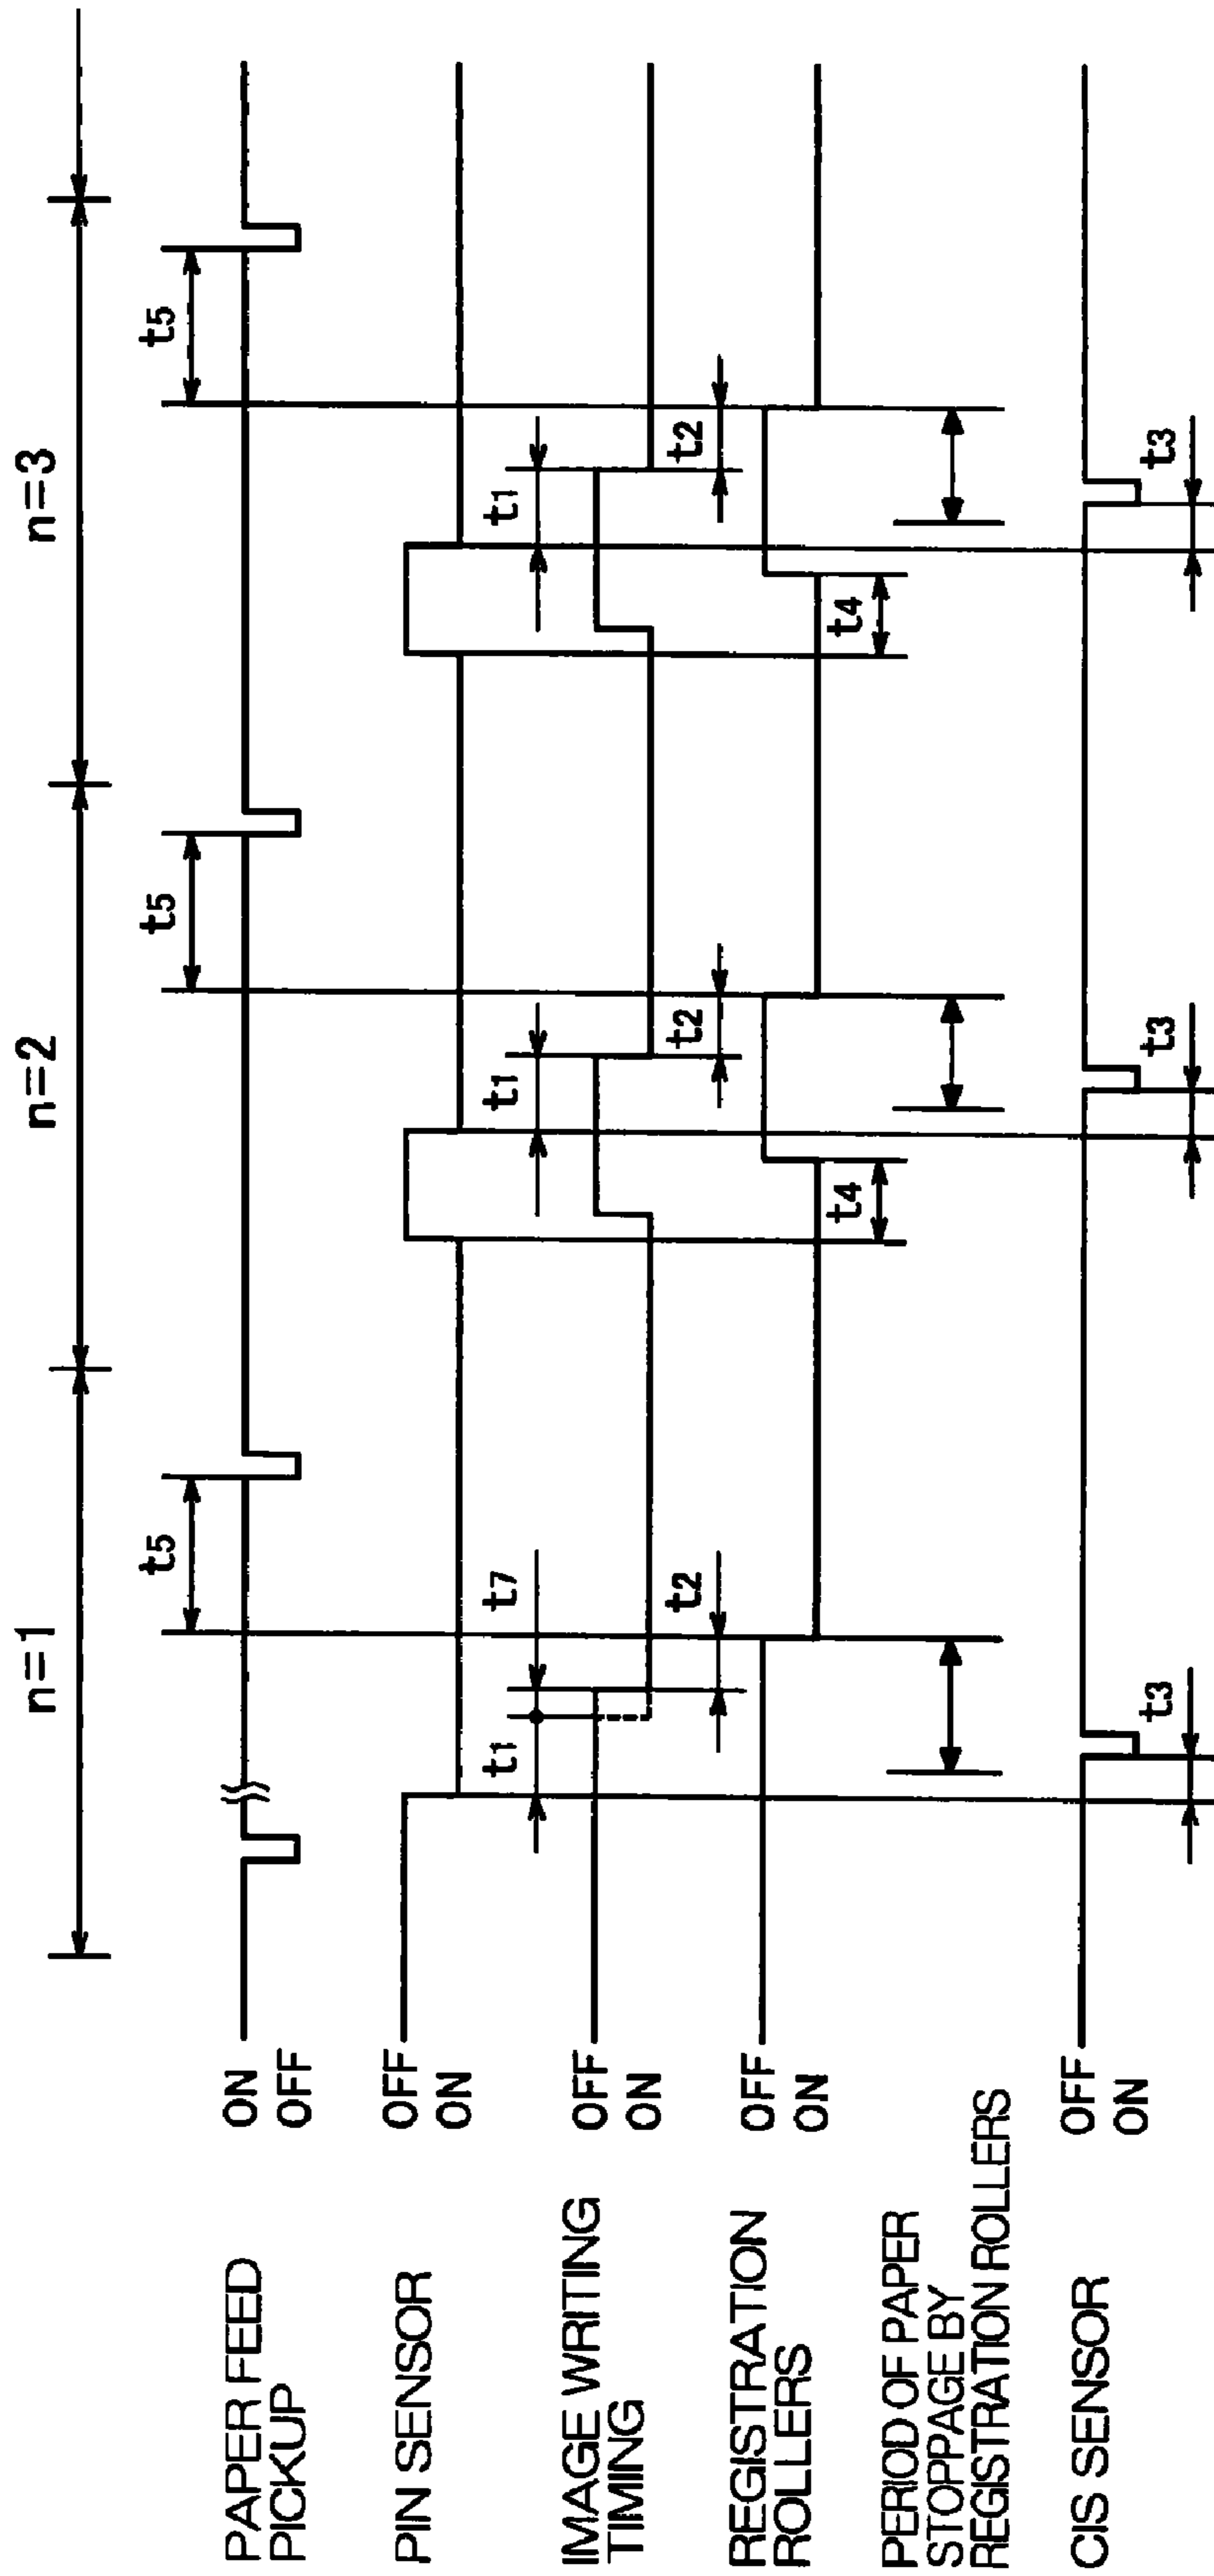 n=1
n=2
n=3
PAPER FEED
PICKUP
ON
OFF
t5
t5
t5
PIN SENSOR
OFF
ON
IMAGE WRITING
TIMING
OFF
ON
t1
t7
t1
t1
REGISTRATION
ROLLERS
OFF
ON
t2
t2
t2
t4
t4
PERIOD OF PAPER
STOPPAGE BY
REGISTRATION ROLLERS
CIS SENSOR
OFF
ON
t3
t3
t3